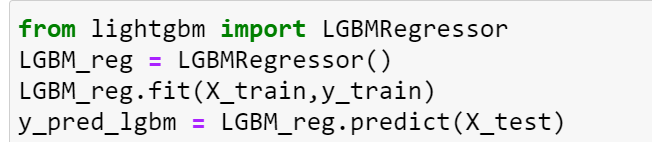 from lightgbm import LGBMRegressor
LGBM_reg = LGBMRegressor()
LGBM_reg.fit(X_train,y_train)
y_pred_lgbm = LGBM_reg.predict(X_test)